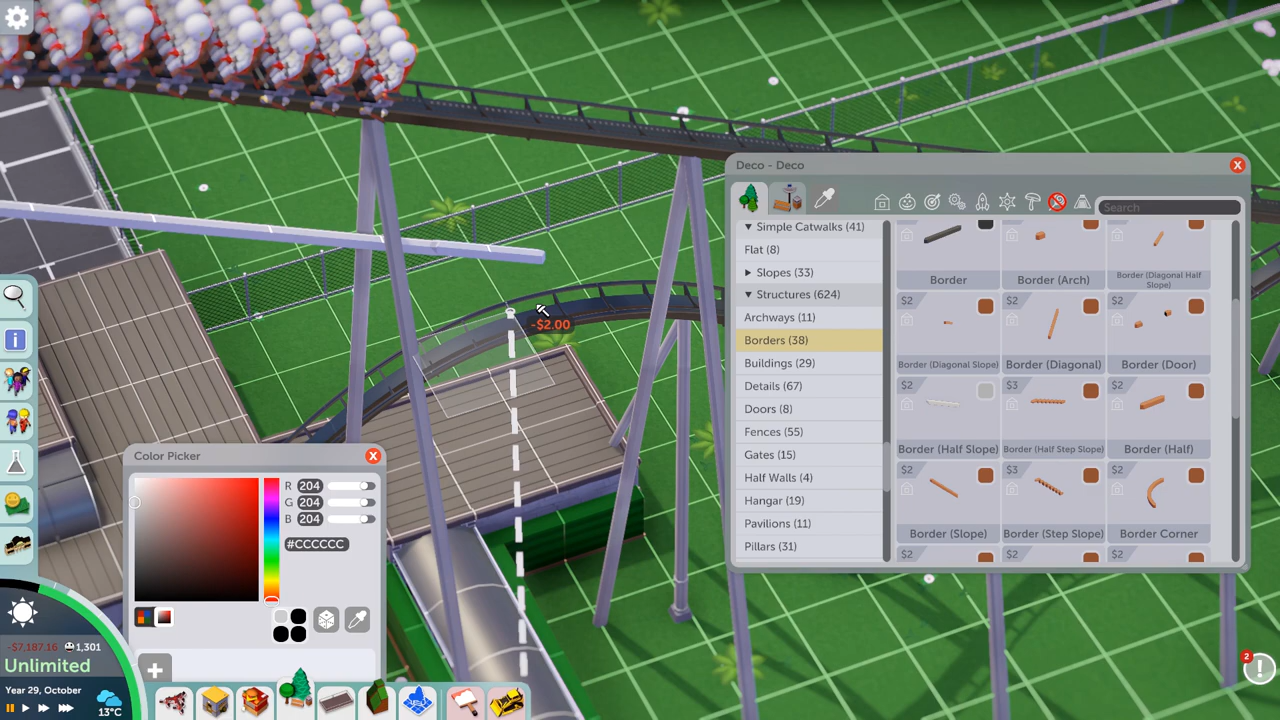 Deco - Deco
X
Search
▼ Simple Catwalks (41)
Flat (8)
▶ Slopes (33)
▼ Structures (624)
Archways (11)
Borders (38)
Buildings (29)
Details (67)
Doors (8)
Fences (55)
Gates (15)
Half Walls (4)
Hangar (19)
Pavilions (11)
Pillars (31)
Border
Border (Arch)
Border (Diagonal Half
Slope)
$2
$2
$2
Border (Diagonal Slope)
Border (Diagonal)
Border (Door)
$2
$3
$2
Border (Half Slope)
Border (Half Step Slope)
Border (Half)
$2
$3
$2
Border (Slope)
Border (Step Slope)
Border Corner
$2
$2
$2
-$2.00
Color Picker
X
R 204
G 204
B 204
#CCCCCC
-$7,187.16
1,301
Unlimited
Year 29, October
13°C
2